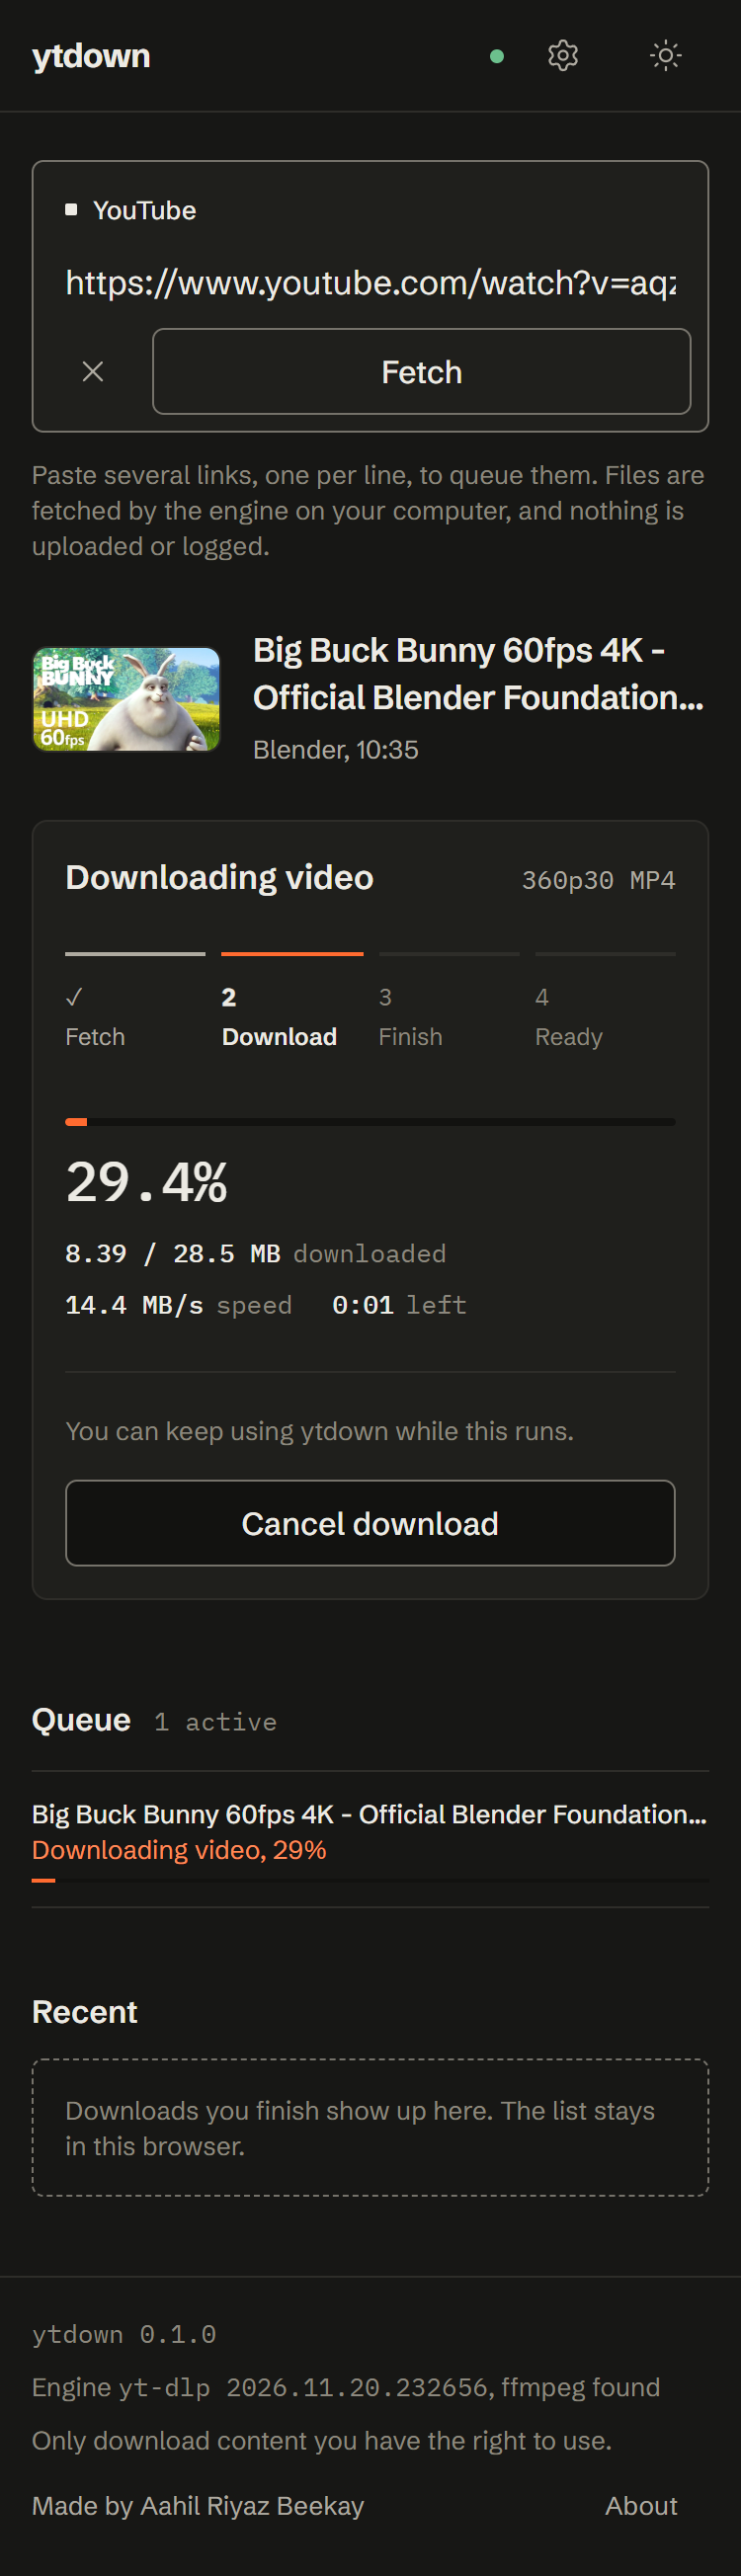 ytdown
YouTube
https://www.youtube.com/watch?v=aqz
Fetch
Paste several links, one per line, to queue them. Files are
fetched by the engine on your computer, and nothing is
uploaded or logged.
Big Buck
BUNNY
UHD
60fps
Big Buck Bunny 60fps 4K -
Official Blender Foundation...
Blender, 10:35
Downloading video 360p30 MP4
✓ 2 3 4
Fetch Download Finish Ready
29.4%
8.39 / 28.5 MB downloaded
14.4 MB/s speed 0:01 left
You can keep using ytdown while this runs.
Cancel download
Queue 1 active
Big Buck Bunny 60fps 4K - Official Blender Foundation...
Downloading video, 29%
Recent
Downloads you finish show up here. The list stays
in this browser.
ytdown 0.1.0
Engine yt-dlp 2026.11.20.232656, ffmpeg found
Only download content you have the right to use.
Made by Aahil Riyaz Beekay About